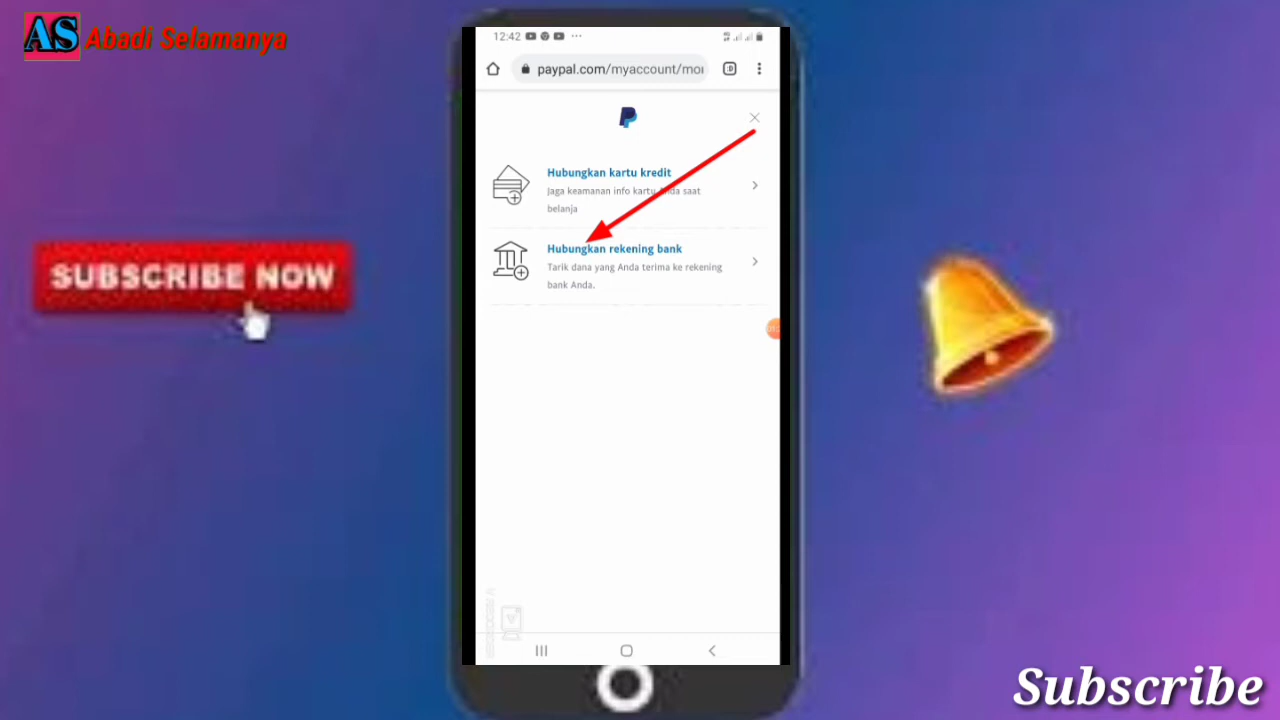 AS Abadi Selamanya
12:42
paypal.com/myaccount/mo
Hubungkan kartu kredit
Jaga keamanan info kartu Anda saat
belanja
Hubungkan rekening bank
Tarik dana yang Anda terima ke rekening
bank Anda.
SUBSCRIBE NOW
V RECORDER
Subscribe